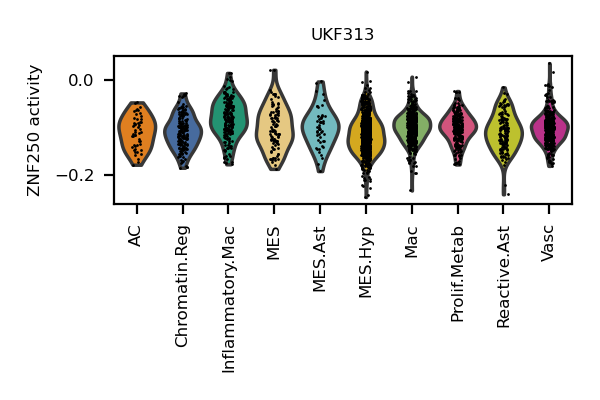 UKF313
ZNF250 activity
0.0
−0.2
AC
Chromatin.Reg
Inflammatory.Mac
MES
MES.Ast
MES.Hyp
Mac
Prolif.Metab
Reactive.Ast
Vasc